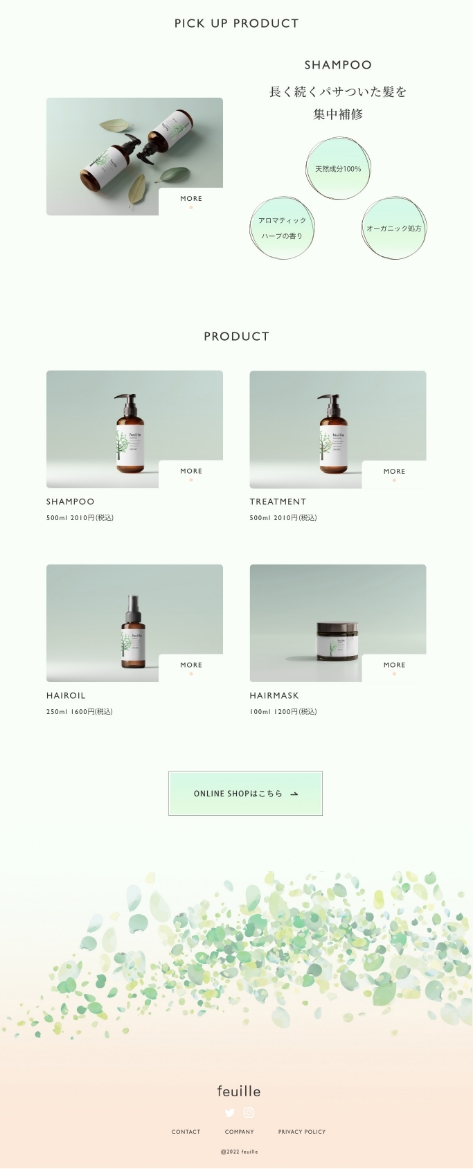 PICK UP PRODUCT
SHAMPOO
長く続くパサついた髪を
集中補修
天然成分100%
MORE
アロマティック
ハーブの香り
オーガニック処方
PRODUCT
MORE
MORE
SHAMPOO
TREATMENT
500ml 2010円(税込)
500ml 2010円(税込)
MORE
MORE
HAIROIL
HAIRMASK
250ml 1600円(税込)
100ml 1200円(税込)
ONLINE SHOPはこちら
feuille
CONTACT
COMPANY
PRIVACY POLICY
@2022 feuille